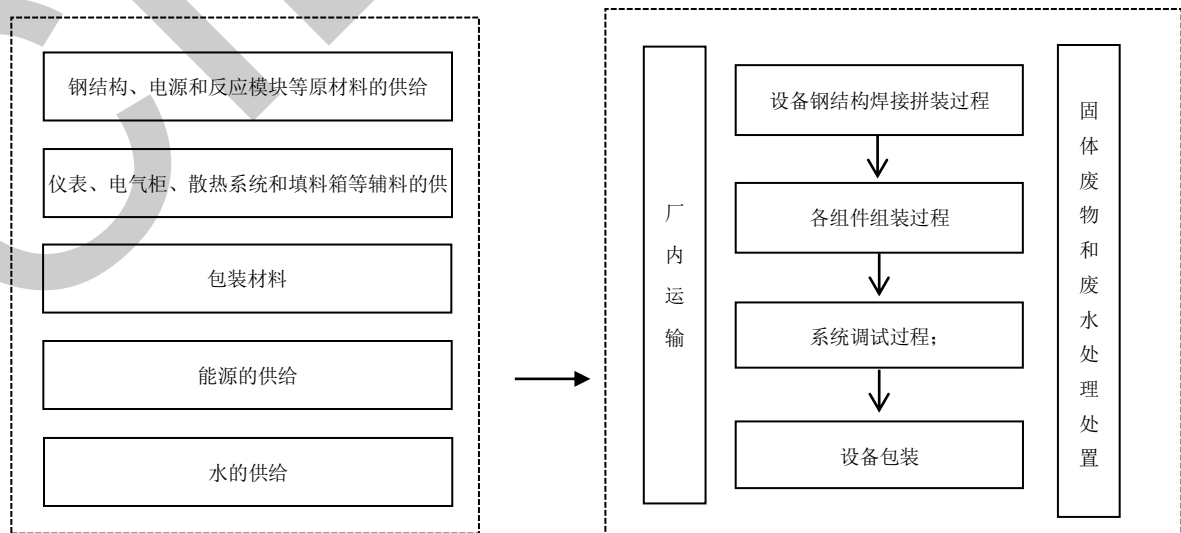 钢结构、电源和反应模块等原材料的供给
仪表、电气柜、散热系统和填料箱等辅料的供
包装材料
能源的供给
水的供给
厂内运输
设备钢结构焊接拼装过程
各组件组装过程
系统调试过程；
设备包装
固体废物和废水处理处置